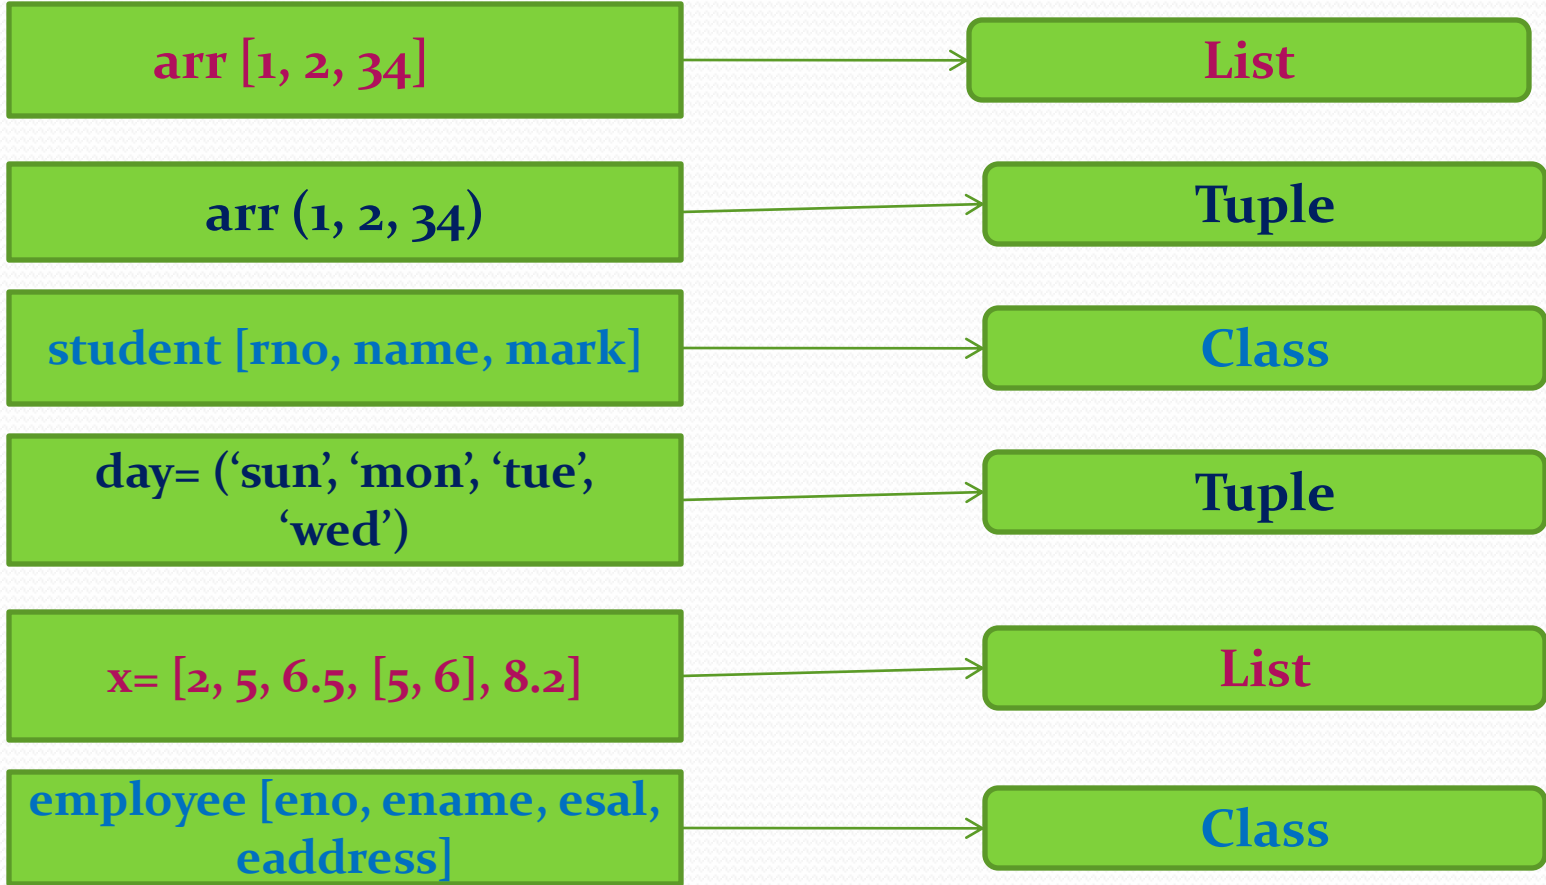 arr [1, 2, 34]
List
arr (1, 2, 34)
Tuple
student [rno, name, mark]
Class
day= (‘sun’, ‘mon’, ‘tue’,
‘wed’)
Tuple
x= [2, 5, 6.5, [5, 6], 8.2]
List
employee [eno, ename, esal,
eaddress]
Class